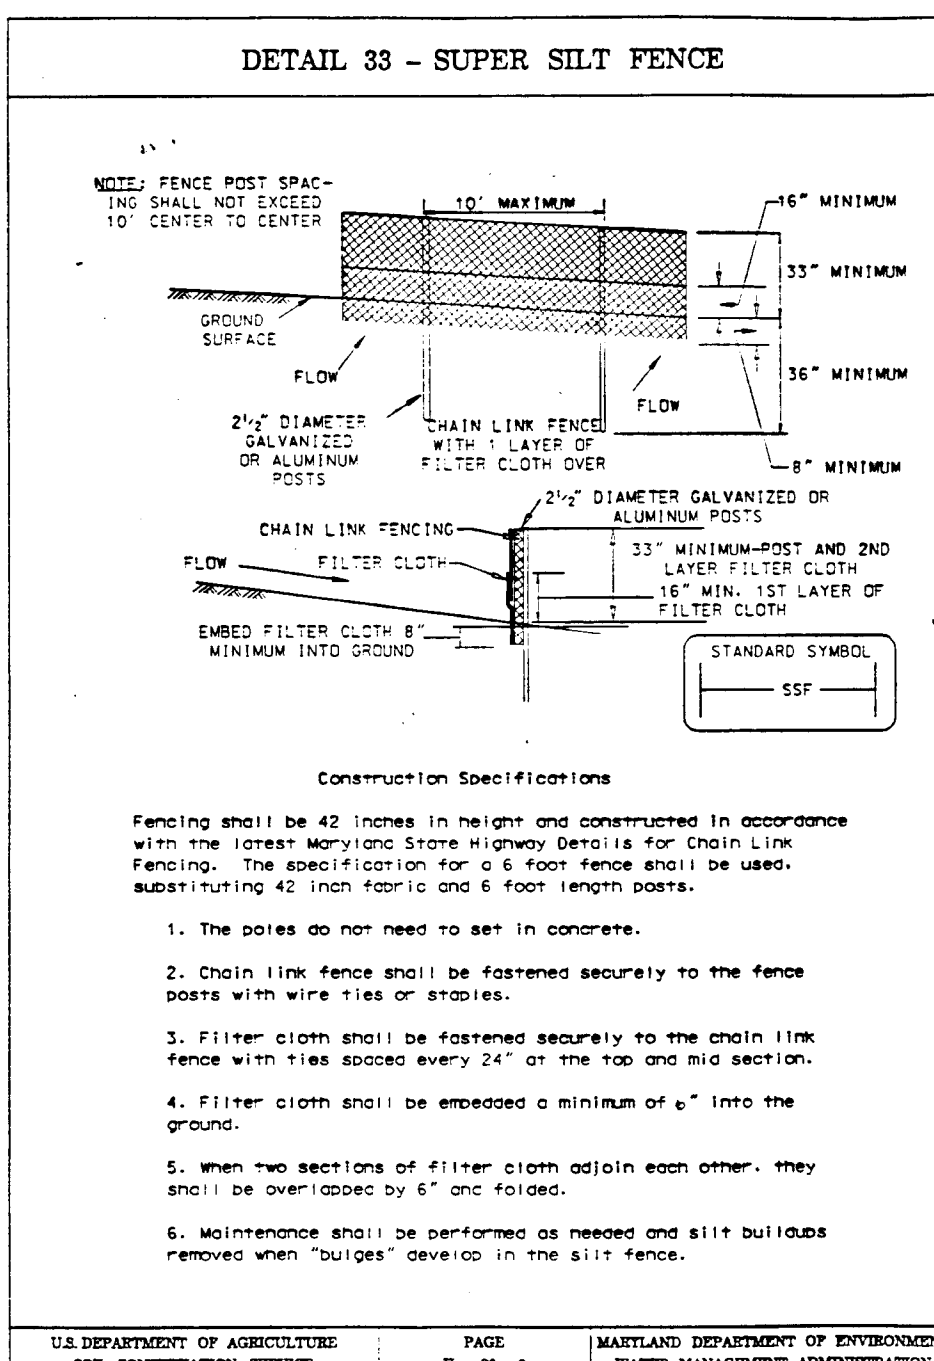 DETAIL 33 - SUPER SILT FENCE
NOTE: FENCE POST SPAC-
ING SHALL NOT EXCEED
10' CENTER TO CENTER
10' MAXIMUM
16" MINIMUM
33" MINIMUM
GROUND
SURFACE
FLOW
FLOW
36" MINIMUM
2 1/2" DIAMETER
GALVANIZED
OR ALUMINUM
POSTS
CHAIN LINK FENCE
WITH 1 LAYER OF
FILTER CLOTH OVER
8" MINIMUM
2 1/2" DIAMETER GALVANIZED OR
ALUMINUM POSTS
CHAIN LINK FENCING
FLOW
FILTER CLOTH
33" MINIMUM-POST AND 2ND
LAYER FILTER CLOTH
16" MIN. 1ST LAYER OF
FILTER CLOTH
EMBED FILTER CLOTH 8"
MINIMUM INTO GROUND
STANDARD SYMBOL
SSF
Construction Specifications
Fencing shall be 42 inches in height and constructed in accordance
with the latest Maryland State Highway Details for Chain Link
Fencing. The specification for a 6 foot fence shall be used,
substituting 42 inch fabric and 6 foot length posts.
1. The poles do not need to set in concrete.
2. Chain link fence shall be fastened securely to the fence
posts with wire ties or staples.
3. Filter cloth shall be fastened securely to the chain link
fence with ties spaced every 24" at the top and mid section.
4. Filter cloth shall be embedded a minimum of " into the
ground.
5. When two sections of filter cloth adjoin each other, they
shall be overlapped by 6" and folded.
6. Maintenance shall be performed as needed and silt buildups
removed when "bulges" develop in the silt fence.
U.S. DEPARTMENT OF AGRICULTURE
PAGE
MARYLAND DEPARTMENT OF ENVIRONME